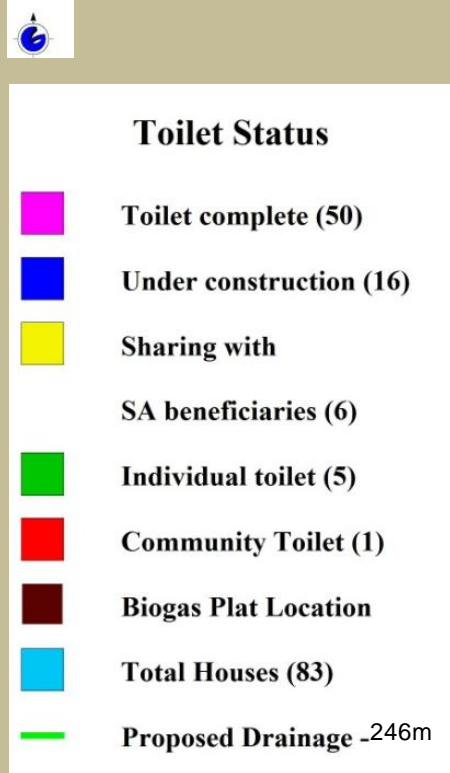 Toilet Status
Toilet complete (50)
Under construction (16)
Sharing with
SA beneficiaries (6)
Individual toilet (5)
Community Toilet (1)
Biogas Plat Location
Total Houses (83)
Proposed Drainage -246m